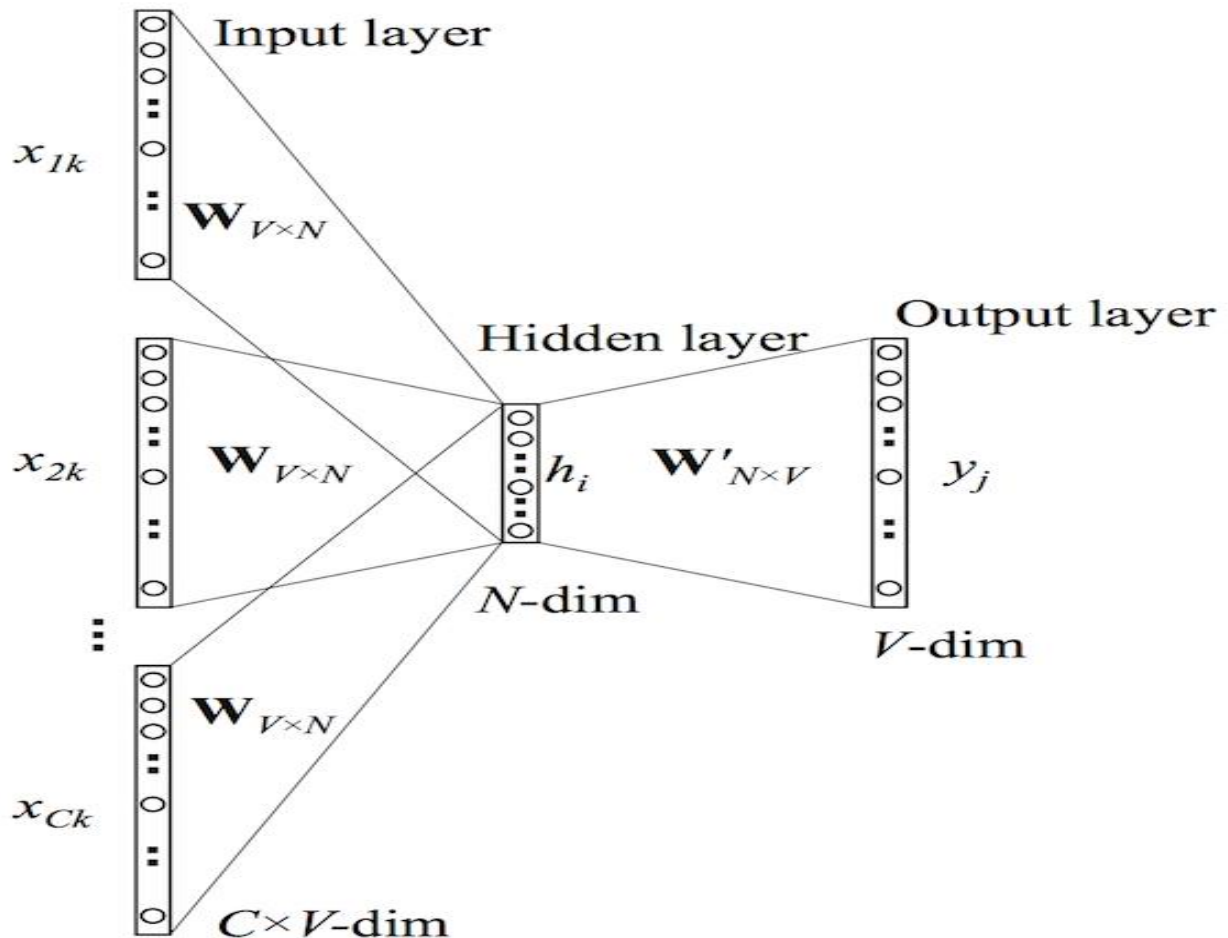 Input layer
x1k
WV×N
Hidden layer
Output layer
x2k
WV×N
hi
W'N×V
yj
N-dim
V-dim
WV×N
xCk
C×V-dim